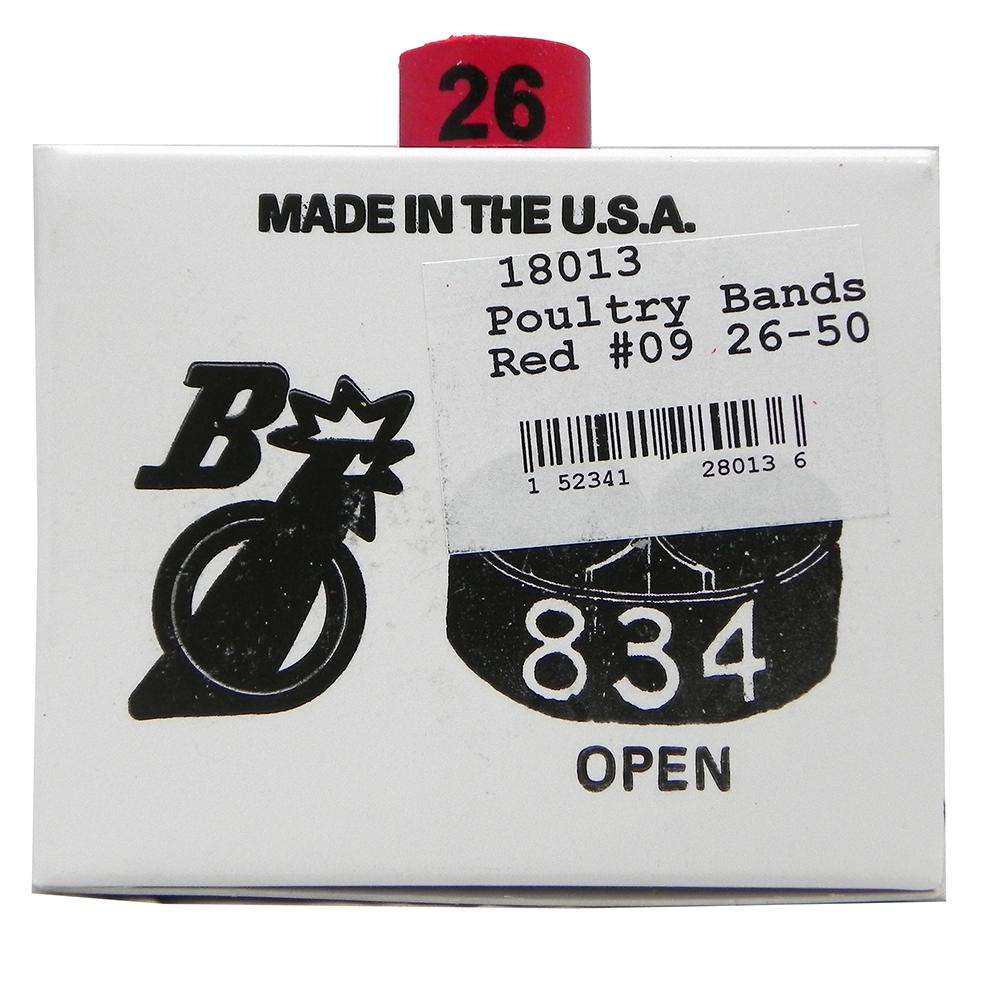 26
MADE IN THE U.S.A.
18013
Poultry Bands
Red #09 26-50
1 52341 28013 6
B
834
OPEN